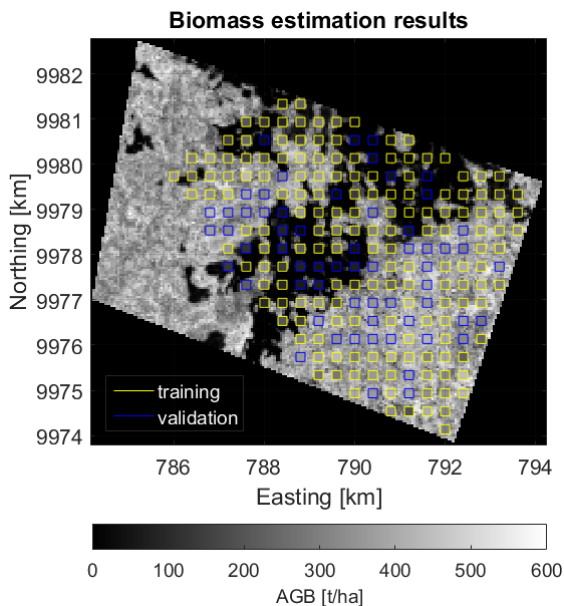 Biomass estimation results
Northing [km]
9982
9981
9980
9979
9978
9977
9976
9975
9974
training
validation
786 788 790 792 794
Easting [km]
0 100 200 300 400 500 600
AGB [t/ha]